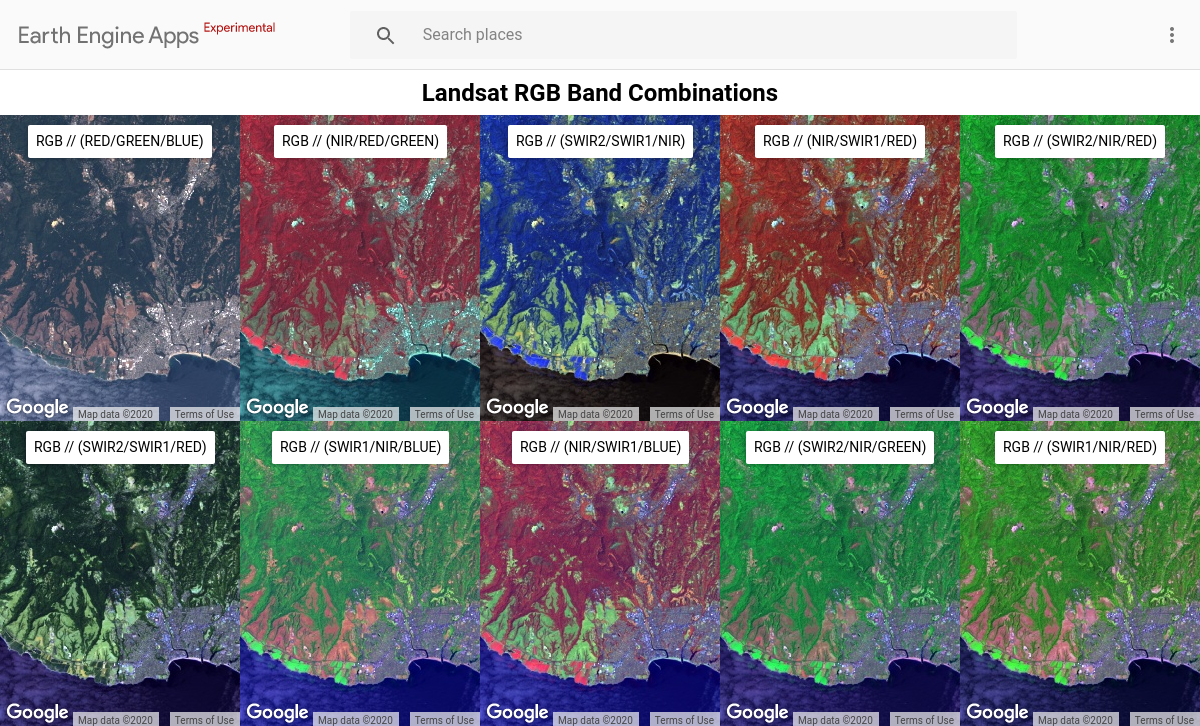 Earth Engine Apps Experimental
Search places
Landsat RGB Band Combinations
RGB // (RED/GREEN/BLUE)
RGB // (NIR/RED/GREEN)
RGB // (SWIR2/SWIR1/NIR)
RGB // (NIR/SWIR1/RED)
RGB // (SWIR2/NIR/RED)
Google Map data ©2020 Terms of Use
Google Map data ©2020 Terms of Use
Google Map data ©2020 Terms of Use
Google Map data ©2020 Terms of Use
Google Map data ©2020 Terms of Use
RGB // (SWIR2/SWIR1/RED)
RGB // (SWIR1/NIR/BLUE)
RGB // (NIR/SWIR1/BLUE)
RGB // (SWIR2/NIR/GREEN)
RGB // (SWIR1/NIR/RED)
Google Map data ©2020 Terms of Use
Google Map data ©2020 Terms of Use
Google Map data ©2020 Terms of Use
Google Map data ©2020 Terms of Use
Google Map data ©2020 Terms of Use